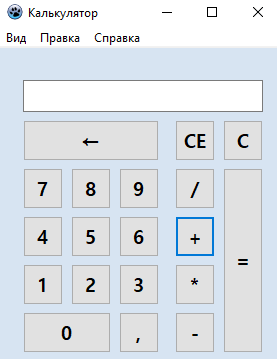 Калькулятор
Вид Правка Справка
← CE C
7 8 9 /
4 5 6 +
1 2 3 * =
0 , -